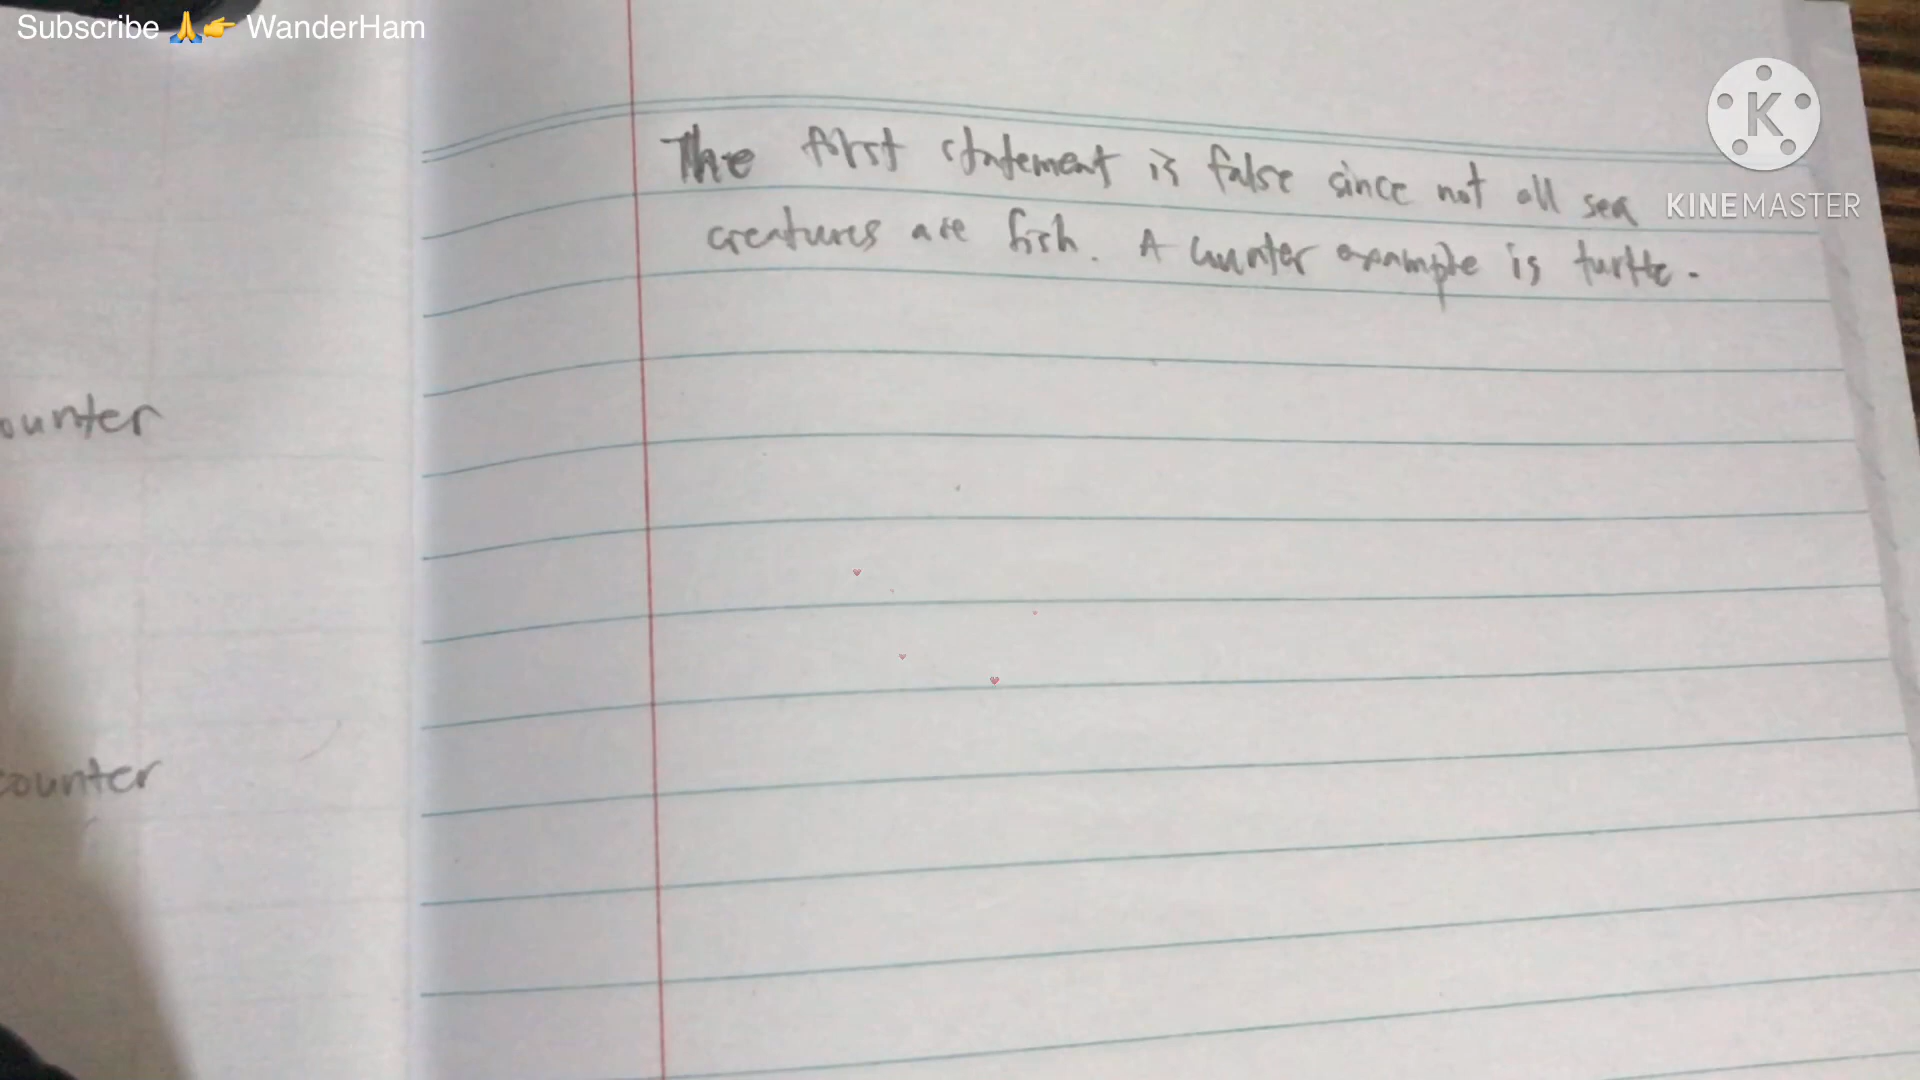 Subscribe 🙏👉 WanderHam
KINEMASTER
The first statement is false since not all sea
creatures are fish. A counter example is turtle.
ounter
counter